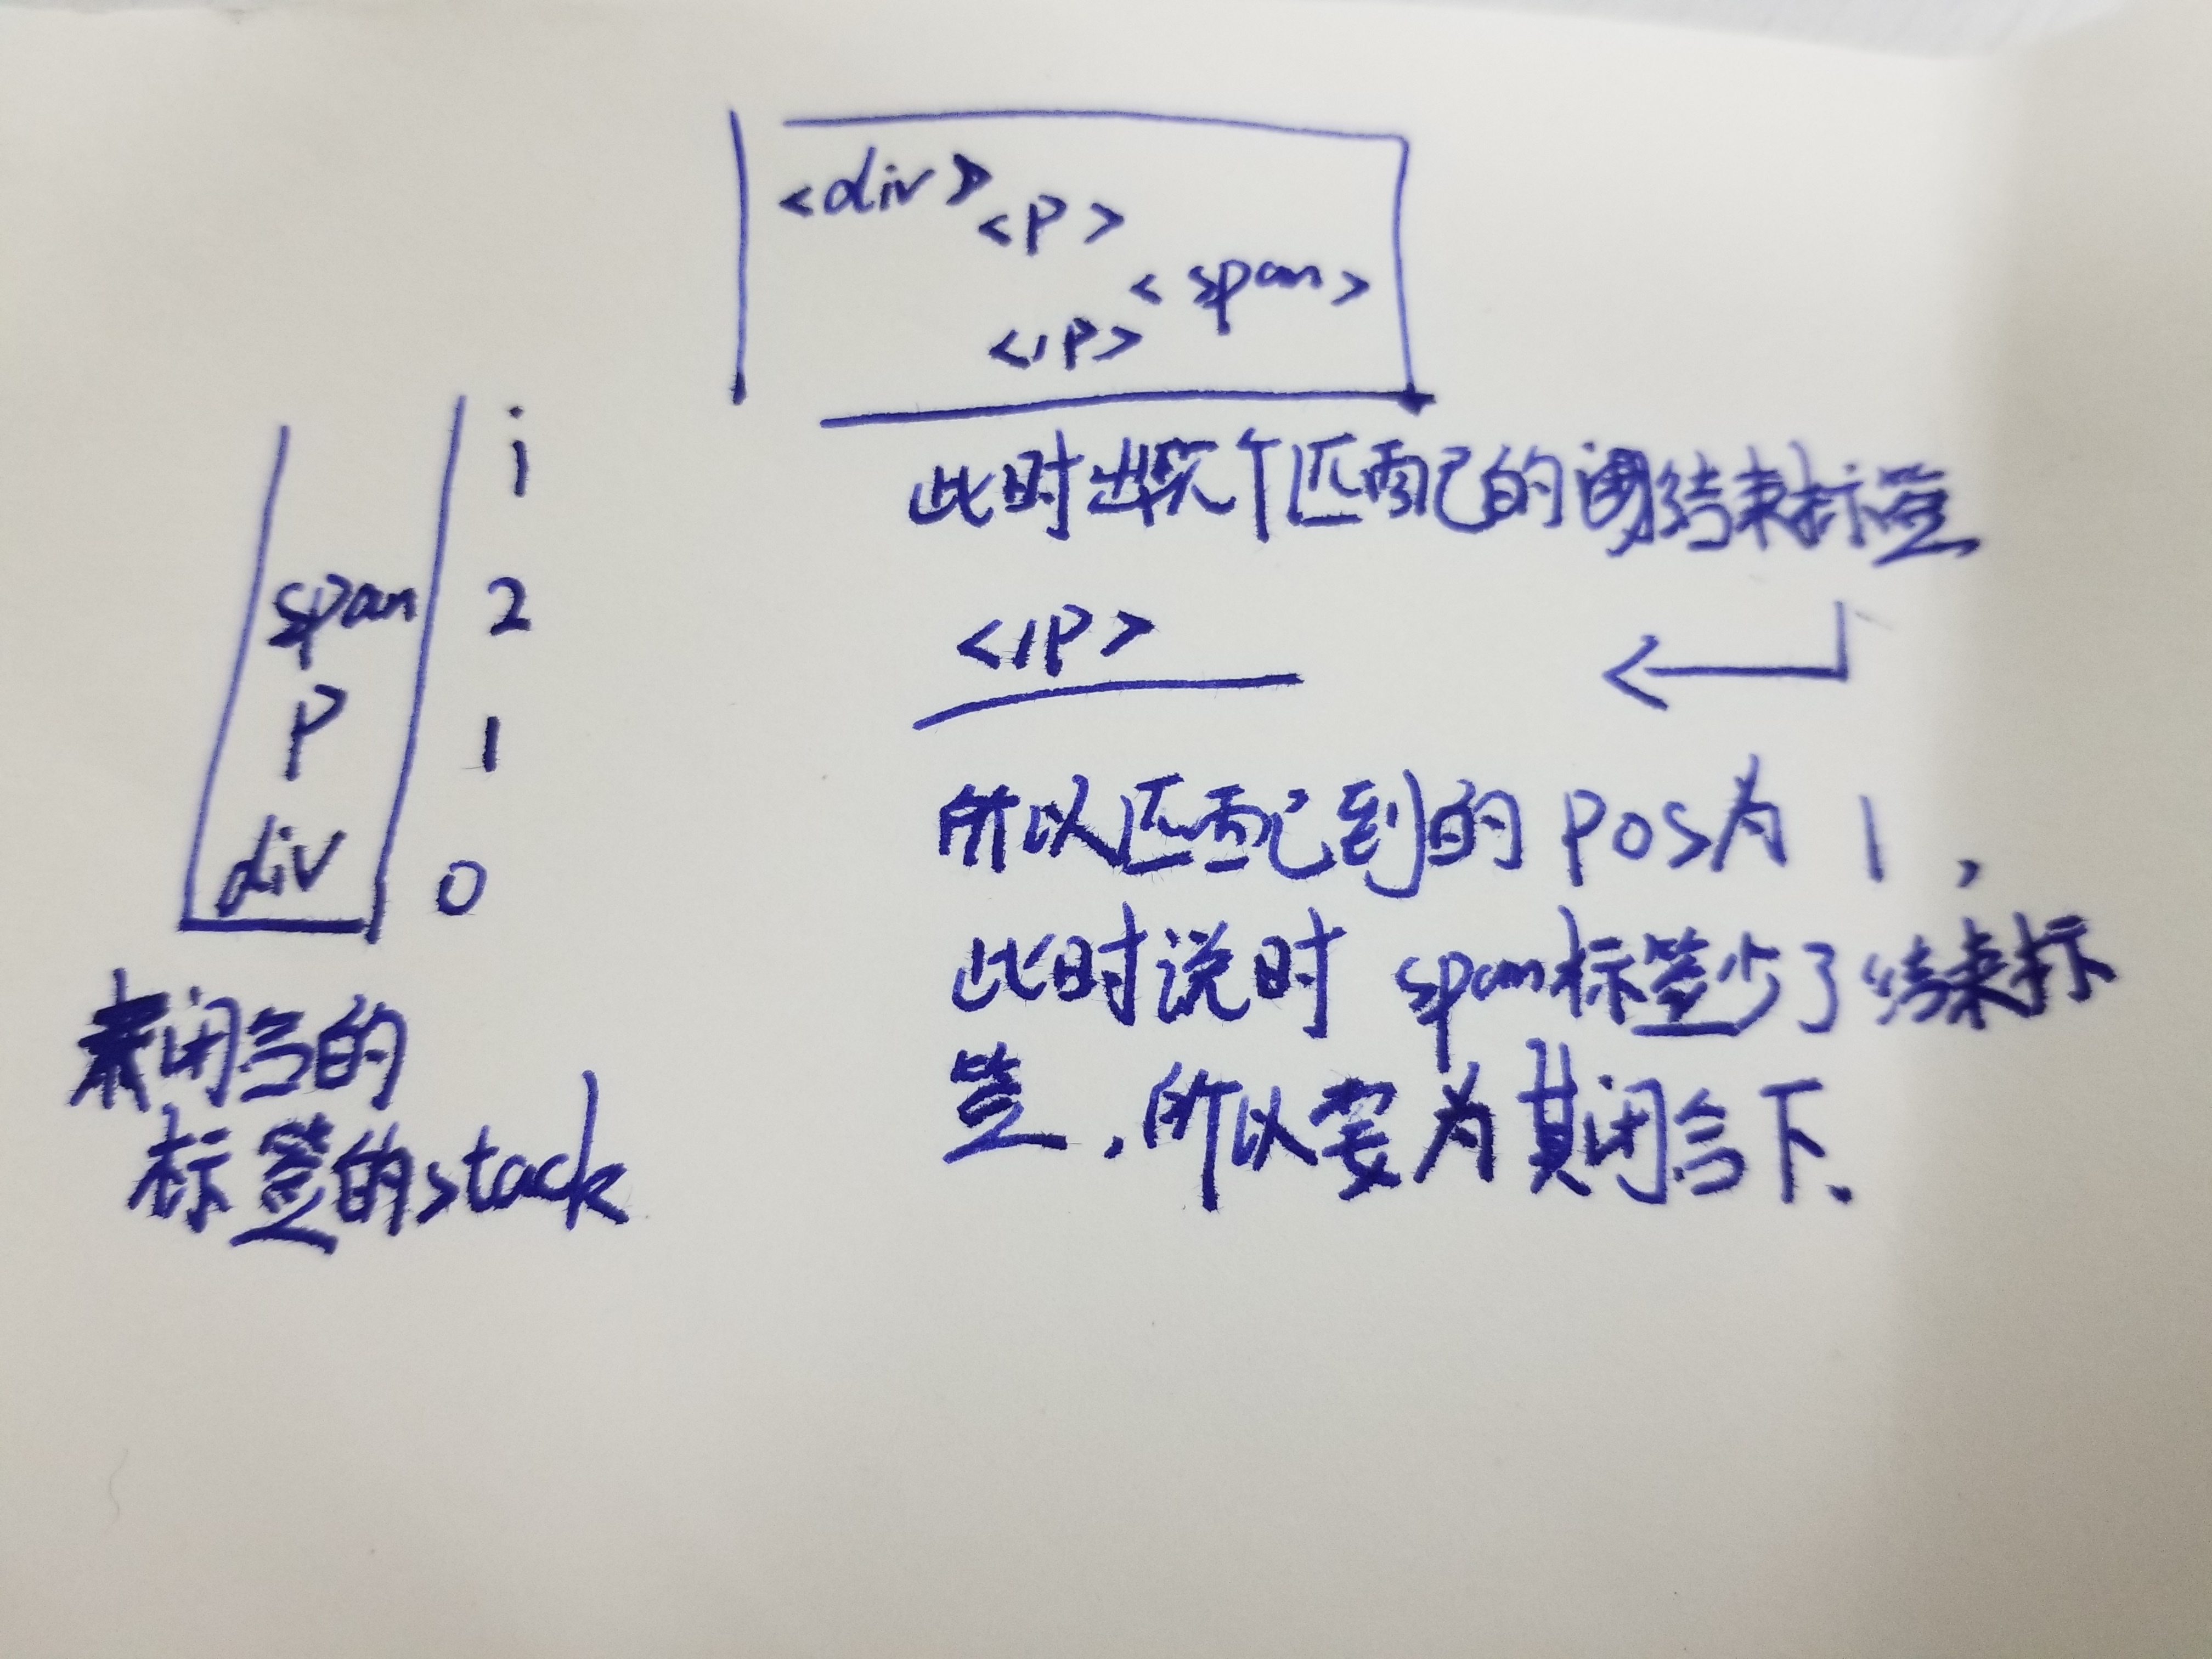 <div>
<p>
<span>
</p>
i
span 2
p 1
div 0
未闭合的
标签的stack
此时出现个匹配的结束标签
</p>
所以匹配到的pos为1,
此时说时span标签少了结束标
签.所以要为其闭合下.